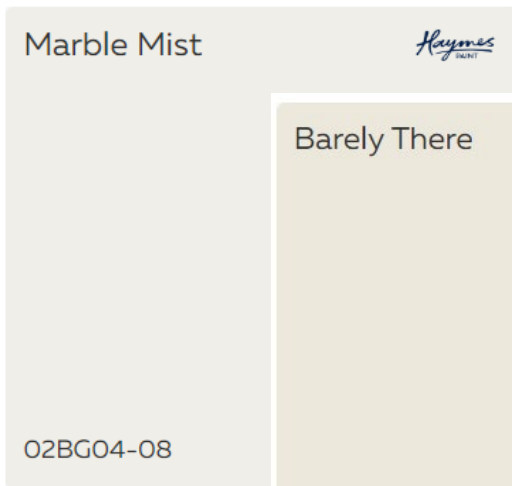 Marble Mist
Haymes
PAINT
Barely There
02BG04-08